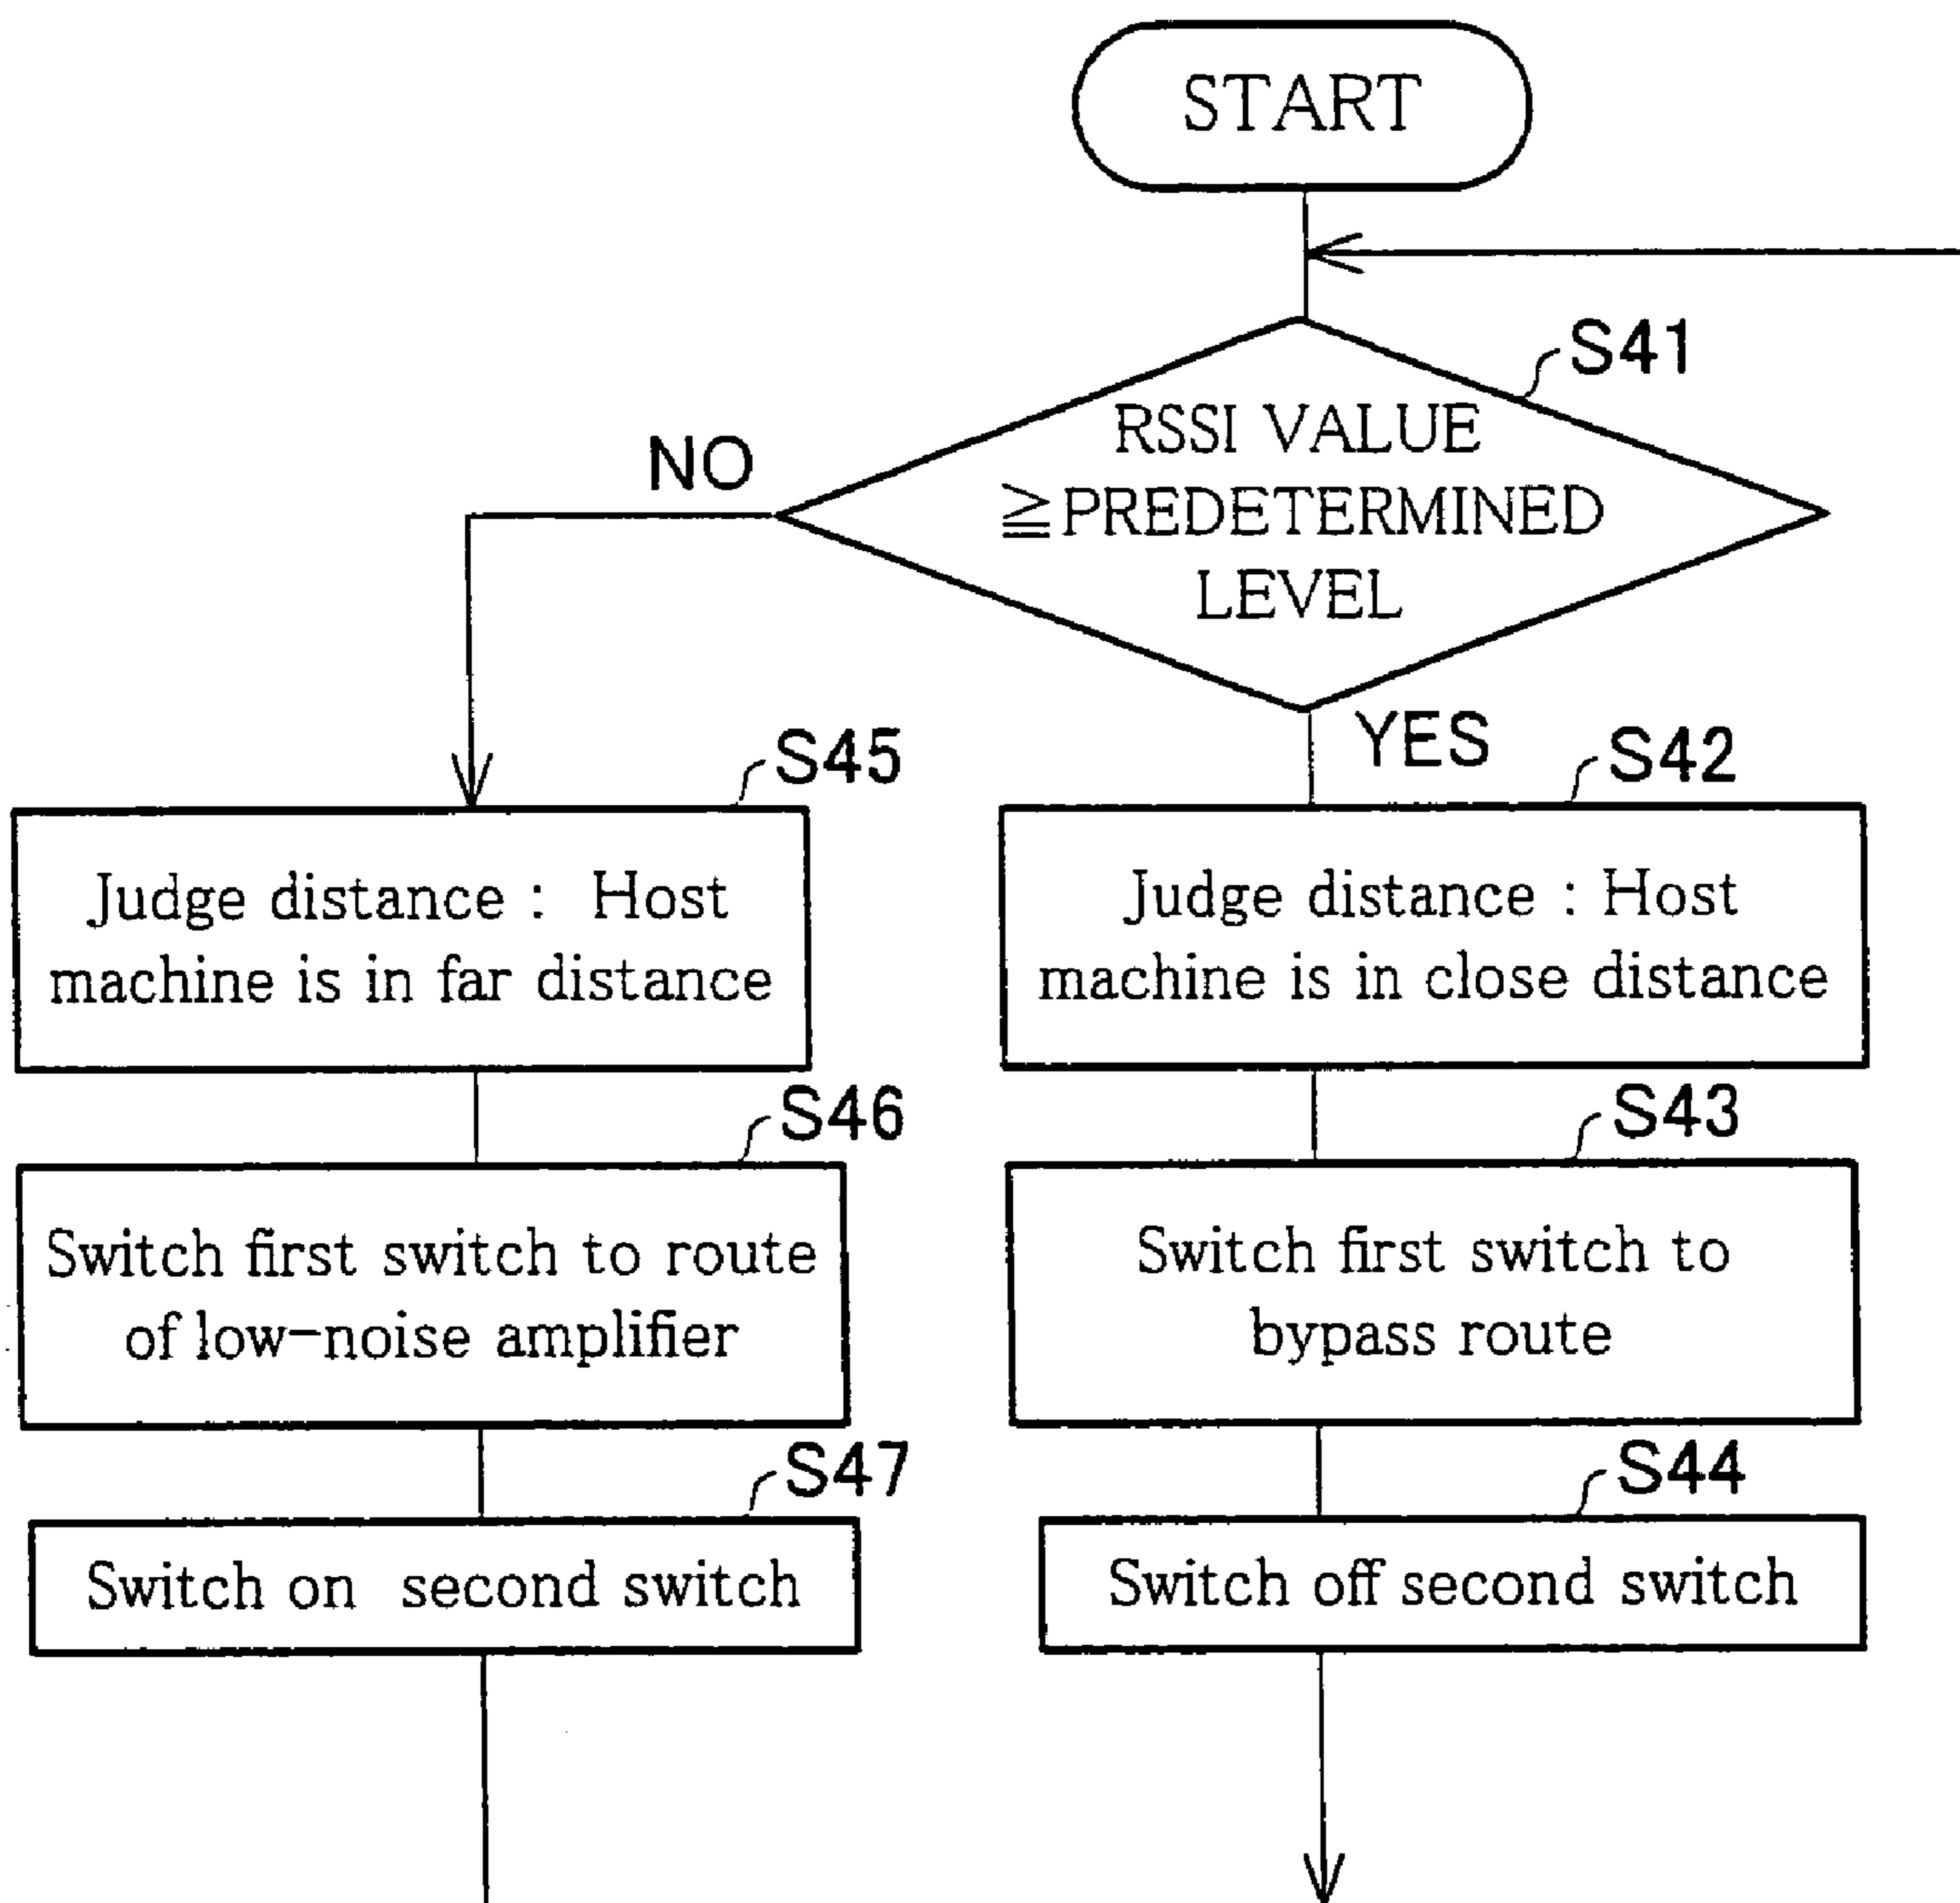 START
S41
RSSI VALUE
≧PREDETERMINED
LEVEL
NO
YES
S45
Judge distance : Host
machine is in far distance
S42
Judge distance : Host
machine is in close distance
S46
Switch first switch to route
of low-noise amplifier
S43
Switch first switch to
bypass route
S47
Switch on second switch
S44
Switch off second switch